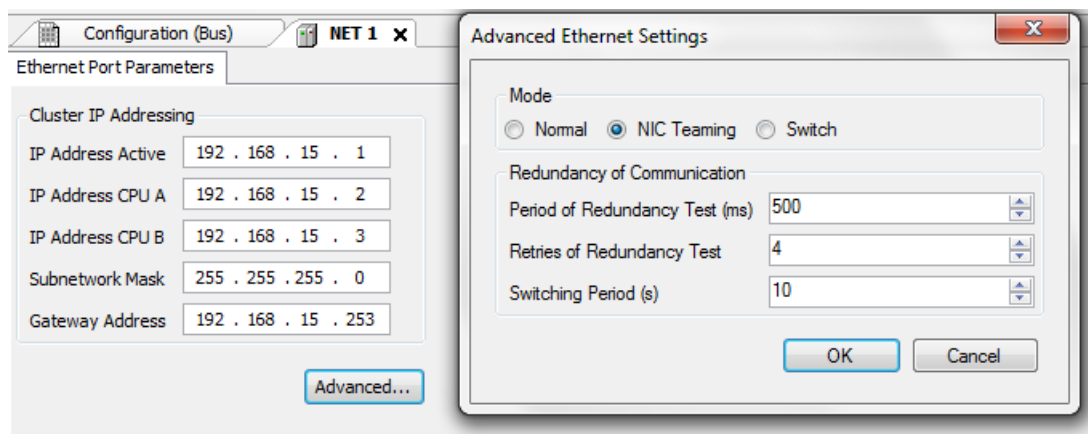 Configuration (Bus)
NET 1 x
Ethernet Port Parameters
Cluster IP Addressing
IP Address Active 192 . 168 . 15 . 1
IP Address CPU A 192 . 168 . 15 . 2
IP Address CPU B 192 . 168 . 15 . 3
Subnetwork Mask 255 . 255 . 255 . 0
Gateway Address 192 . 168 . 15 . 253
Advanced...
Advanced Ethernet Settings
Mode
Normal NIC Teaming Switch
Redundancy of Communication
Period of Redundancy Test (ms) 500
Retries of Redundancy Test 4
Switching Period (s) 10
OK Cancel